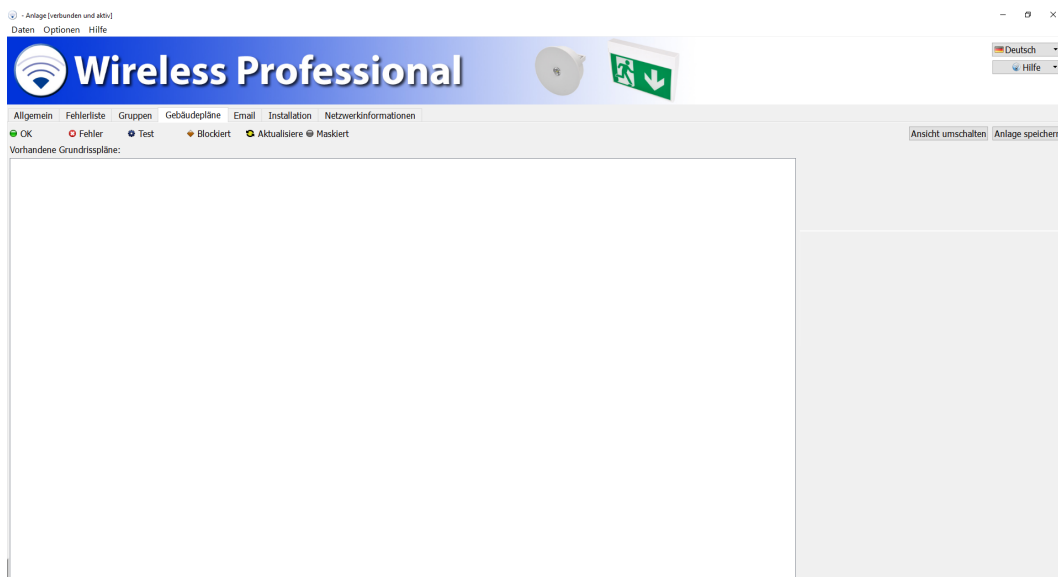 - Anlage [verbunden und aktiv]
Daten Optionen Hilfe
Wireless Professional
Deutsch
Hilfe
Allgemein Fehlerliste Gruppen Gebäudepläne Email Installation Netzwerkinformationen
OK Fehler Test Blockiert Aktualisiere Maskiert Ansicht umschalten Anlage speichern
Vorhandene Grundrisspläne: